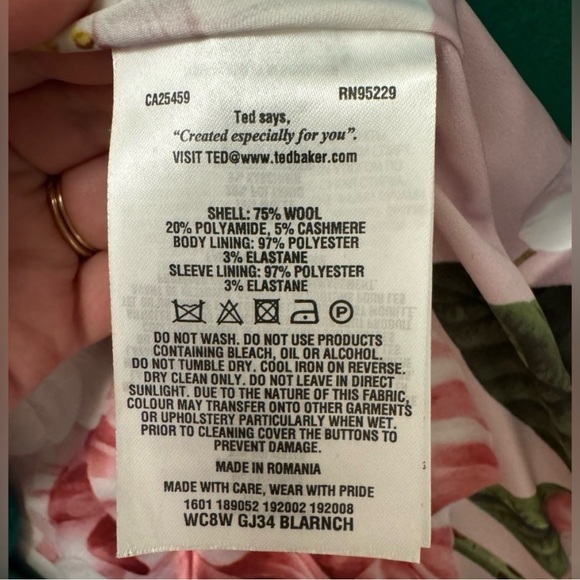 CA25459 RN95229
Ted says,
“Created especially for you”.
VISIT TED@www.tedbaker.com
SHELL: 75% WOOL
20% POLYAMIDE, 5% CASHMERE
BODY LINING: 97% POLYESTER
3% ELASTANE
SLEEVE LINING: 97% POLYESTER
3% ELASTANE
P
DO NOT WASH. DO NOT USE PRODUCTS
CONTAINING BLEACH, OIL OR ALCOHOL.
DO NOT TUMBLE DRY. COOL IRON ON REVERSE.
DRY CLEAN ONLY. DO NOT LEAVE IN DIRECT
SUNLIGHT. DUE TO THE NATURE OF THIS FABRIC,
COLOUR MAY TRANSFER ONTO OTHER GARMENTS
OR UPHOLSTERY PARTICULARLY WHEN WET.
PRIOR TO CLEANING COVER THE BUTTONS TO
PREVENT DAMAGE.
MADE IN ROMANIA
MADE WITH CARE, WEAR WITH PRIDE
1601 189052 192002 192008
WC8W GJ34 BLARNCH